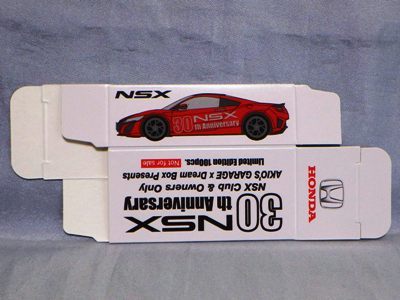 NSX
30 NSX
th Anniversary
HONDA
30 NSX
th Anniversary
NSX Club & Owners Only
AKIO'S GARAGE x Dream Box Presents
Limited Edition 100pcs. Not for sale